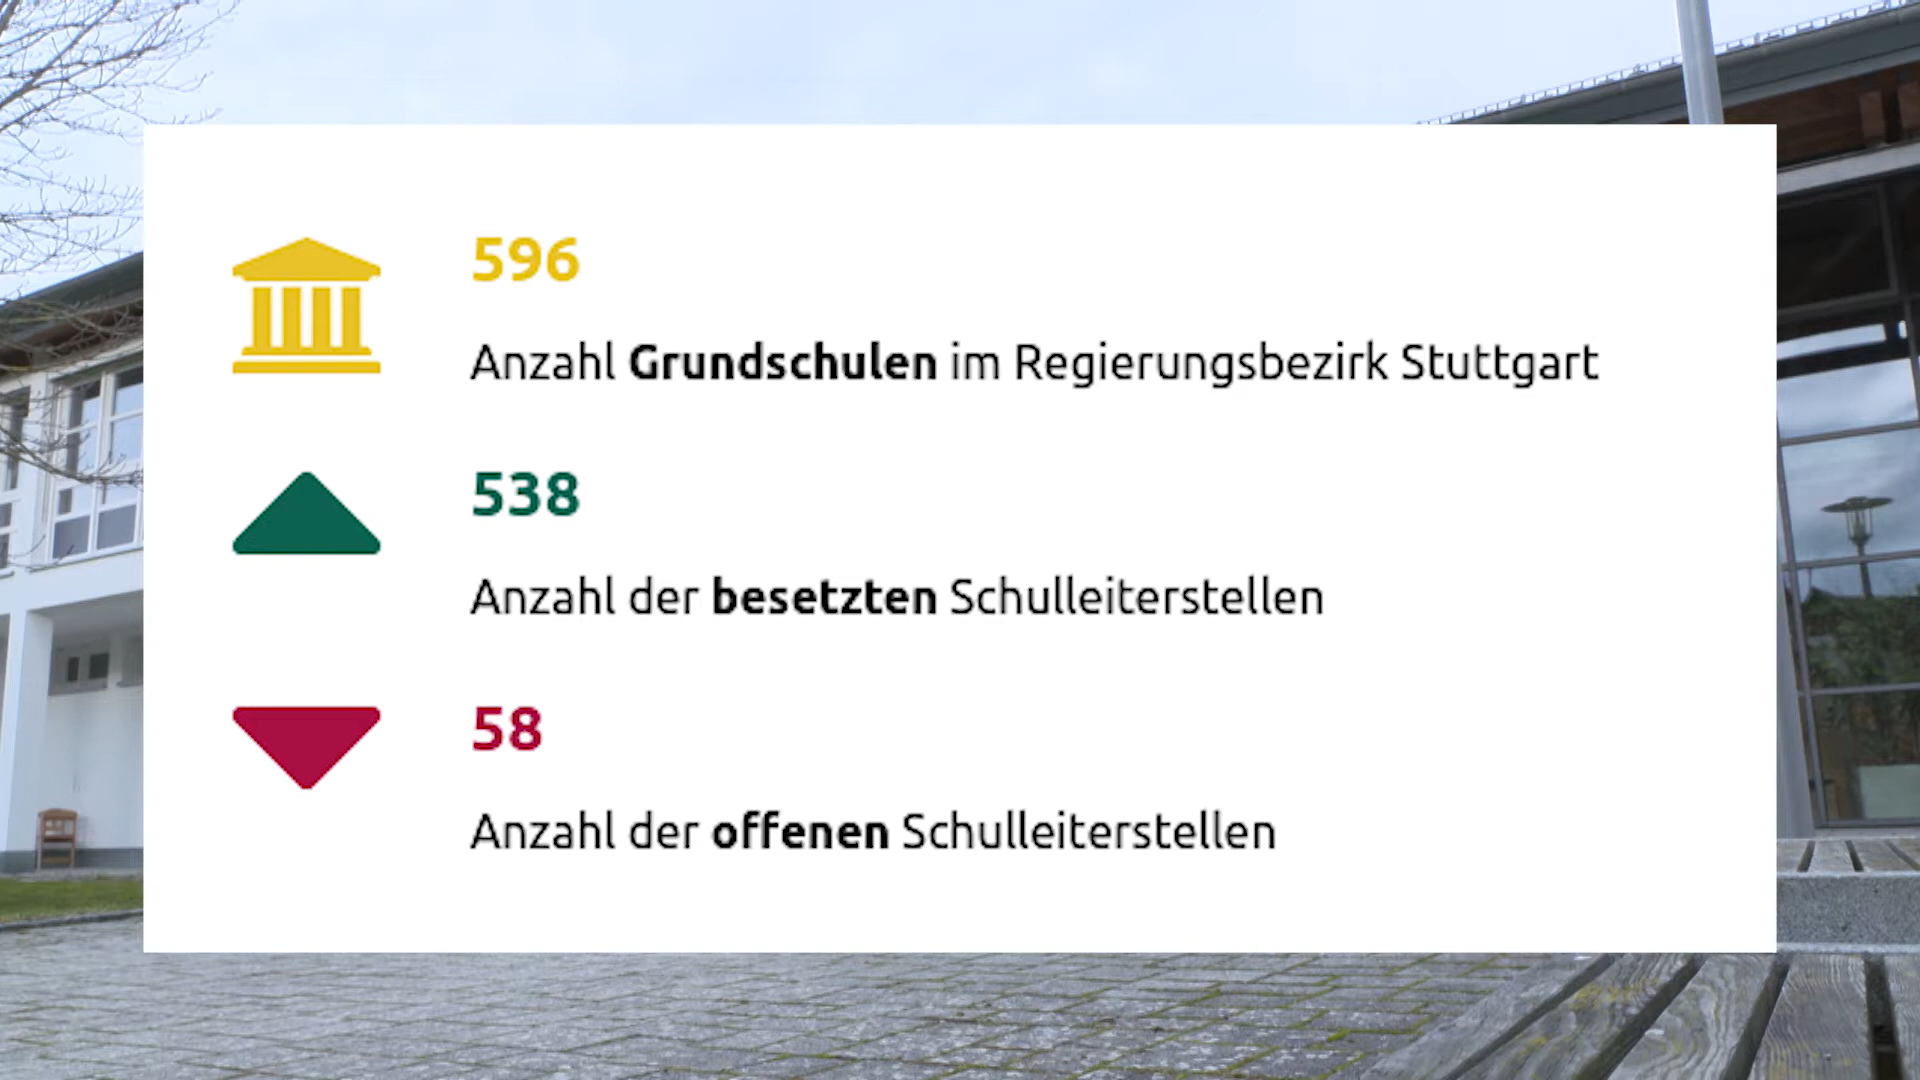 596
Anzahl Grundschulen im Regierungsbezirk Stuttgart
538
Anzahl der besetzten Schulleiterstellen
58
Anzahl der offenen Schulleiterstellen